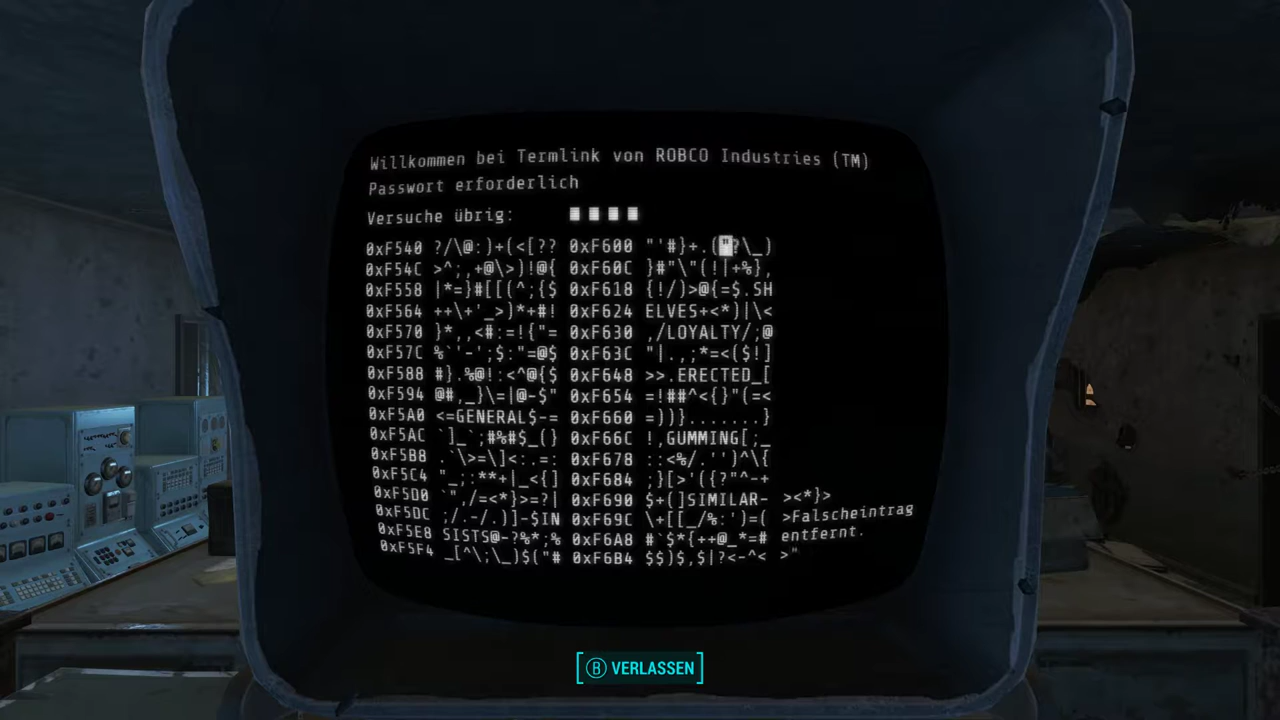 Willkommen bei Termlink von ROBCO Industries (TM)
Passwort erforderlich
Versuche übrig: ■ ■ ■ ■
0xF540 ?/\@:)+(<[?? 0xF600 "'#}+.("?\_)
0xF54C >^;,+@\>)!@{ 0xF60C }#"\"(!|+%},
0xF558 |*=}#[[(^;{$ 0xF618 {!/)>@{=$.SH
0xF564 ++\+'_>)*+#! 0xF624 ELVES+<*)|\<
0xF570 }*,,<#:=!{"= 0xF630 ,/LOYALTY/;@
0xF57C %`'-';$:"=@$ 0xF63C "|.,;*=<($!]
0xF588 #}.%@!:<^@{$ 0xF648 >>.ERECTED_[
0xF594 @#,_}\=|@-$" 0xF654 =!##^<{}"(=<
0xF5A0 <=GENERAL$-= 0xF660 =))}.......}
0xF5AC `]_`;#%#$_(} 0xF66C !,GUMMING[;_
0xF5B8 .`\>=\]<:.=: 0xF678 ::<%/.'')^\{
0xF5C4 "_;:**+|_<{] 0xF684 ;}[>'({?"^-+
0xF5D0 `",/=<*}>=?| 0xF690 $+(]SIMILAR- ><*}>
0xF5DC ;/.-/.)]-$IN 0xF69C \+[[_/%:')=( >Falscheintrag
0xF5E8 SISTS@-?%*;% 0xF6A8 #`$*{++@_*=# entfernt.
0xF5F4 _[^\;\_)$("# 0xF6B4 $$)$,$|?<-^< >"
Ⓑ VERLASSEN